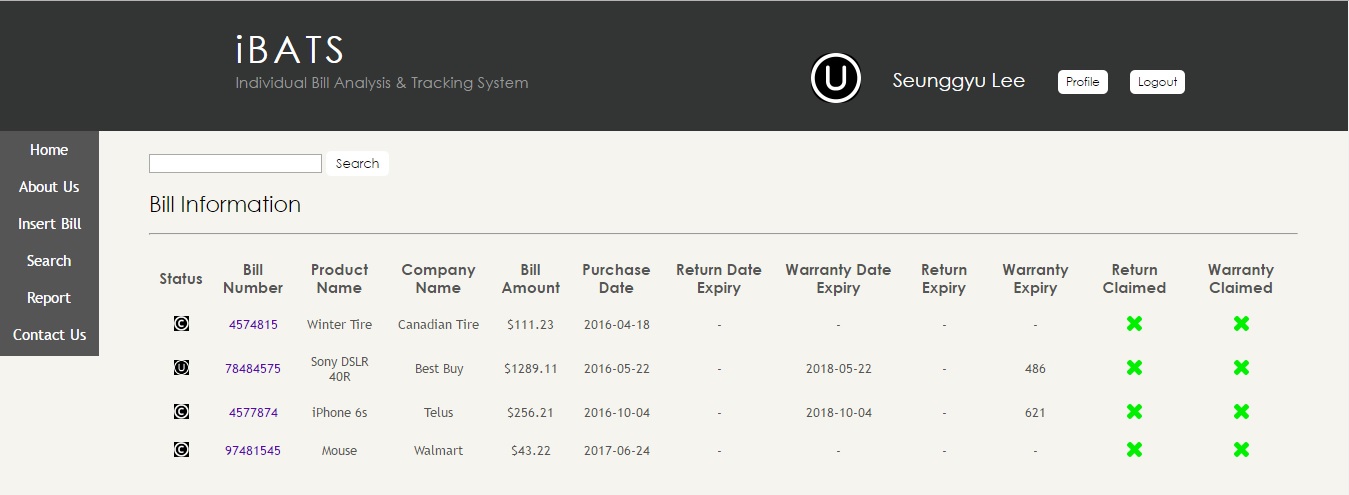 iBATS
Individual Bill Analysis & Tracking System
U
Seunggyu Lee
Profile
Logout
Home
About Us
Insert Bill
Search
Report
Contact Us
Search
Bill Information
Status Bill Number Product Name Company Name Bill Amount Purchase Date Return Date Expiry Warranty Date Expiry Return Expiry Warranty Expiry Return Claimed Warranty Claimed
C 4574815 Winter Tire Canadian Tire $111.23 2016-04-18 - - - -
U 78484575 Sony DSLR 40R Best Buy $1289.11 2016-05-22 - 2018-05-22 - 486
C 4577874 iPhone 6s Telus $256.21 2016-10-04 - 2018-10-04 - 621
C 97481545 Mouse Walmart $43.22 2017-06-24 - - - -